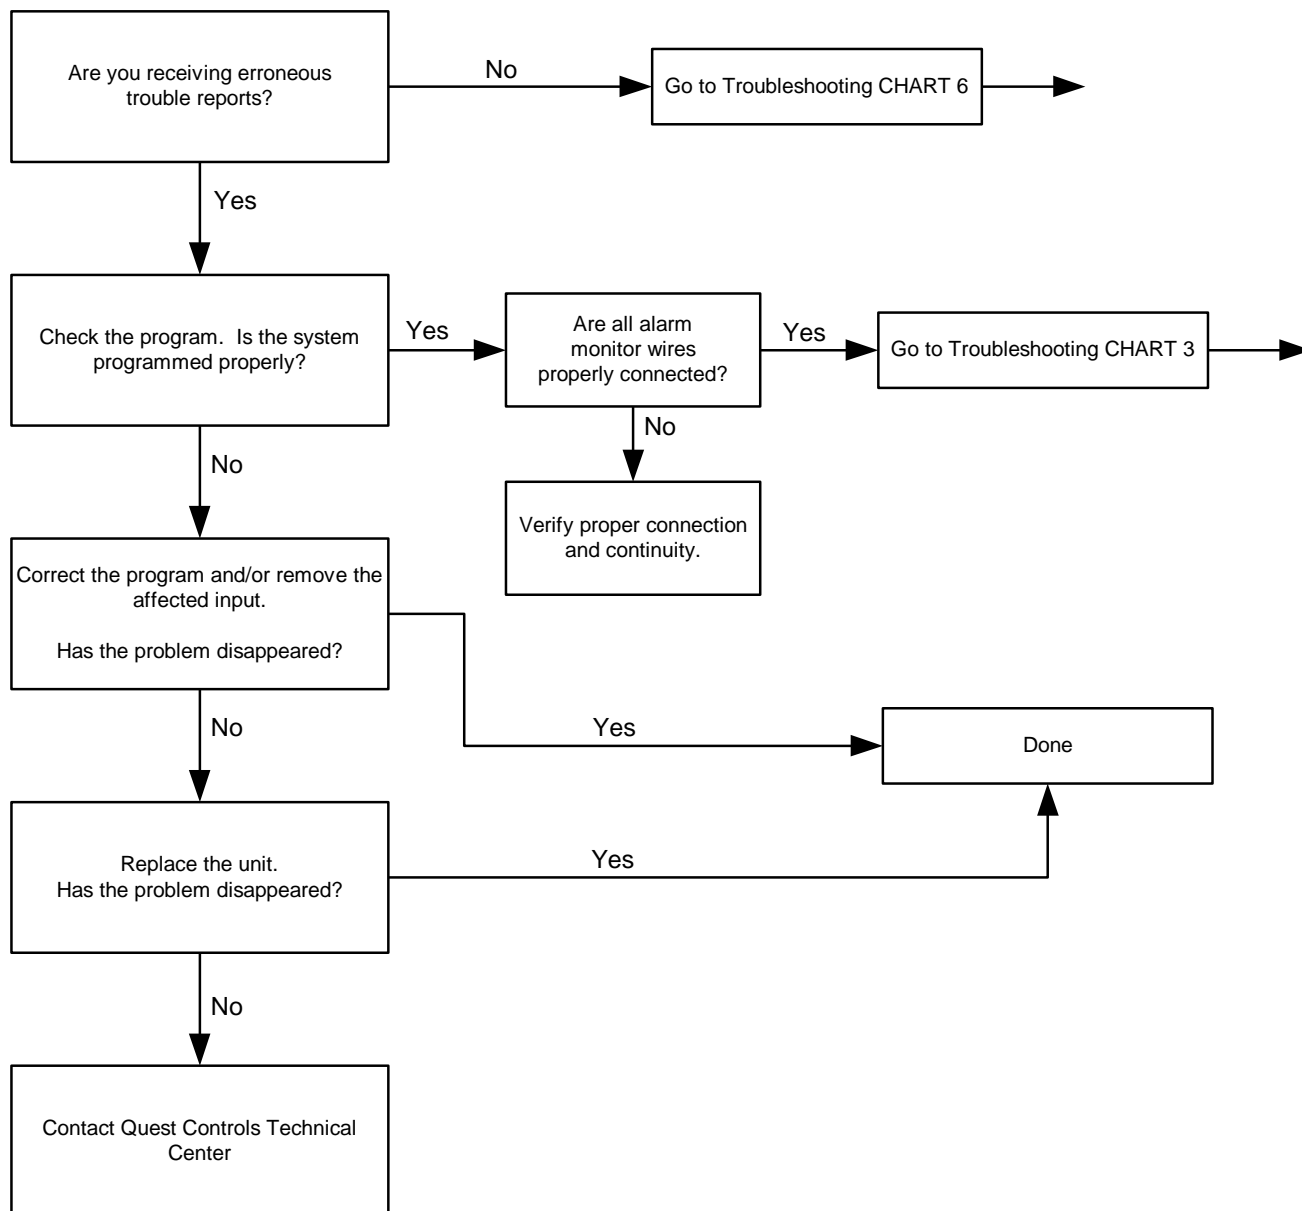 Are you receiving erroneous
trouble reports?
No
Go to Troubleshooting CHART 6
Yes
Check the program. Is the system
programmed properly?
Yes
Are all alarm
monitor wires
properly connected?
Yes
Go to Troubleshooting CHART 3
No
No
Verify proper connection
and continuity.
Correct the program and/or remove the
affected input.
Has the problem disappeared?
Yes
Done
No
Replace the unit.
Has the problem disappeared?
Yes
No
Contact Quest Controls Technical
Center